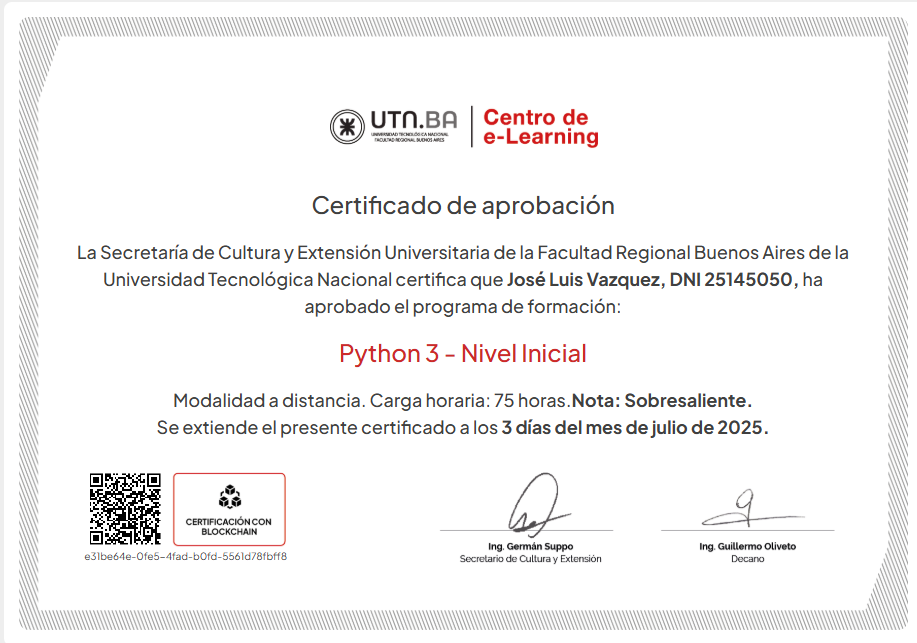 UTN.BA
UNIVERSIDAD TECNOLÓGICA NACIONAL
FACULTAD REGIONAL BUENOS AIRES
Centro de
e-Learning
Certificado de aprobación
La Secretaría de Cultura y Extensión Universitaria de la Facultad Regional Buenos Aires de la
Universidad Tecnológica Nacional certifica que José Luis Vazquez, DNI 25145050, ha
aprobado el programa de formación:
Python 3 - Nivel Inicial
Modalidad a distancia. Carga horaria: 75 horas.Nota: Sobresaliente.
Se extiende el presente certificado a los 3 días del mes de julio de 2025.
CERTIFICACIÓN CON
BLOCKCHAIN
e31be64e-0fe5-4fad-b0fd-5561d78fbff8
Ing. Germán Suppo
Secretario de Cultura y Extensión
Ing. Guillermo Oliveto
Decano